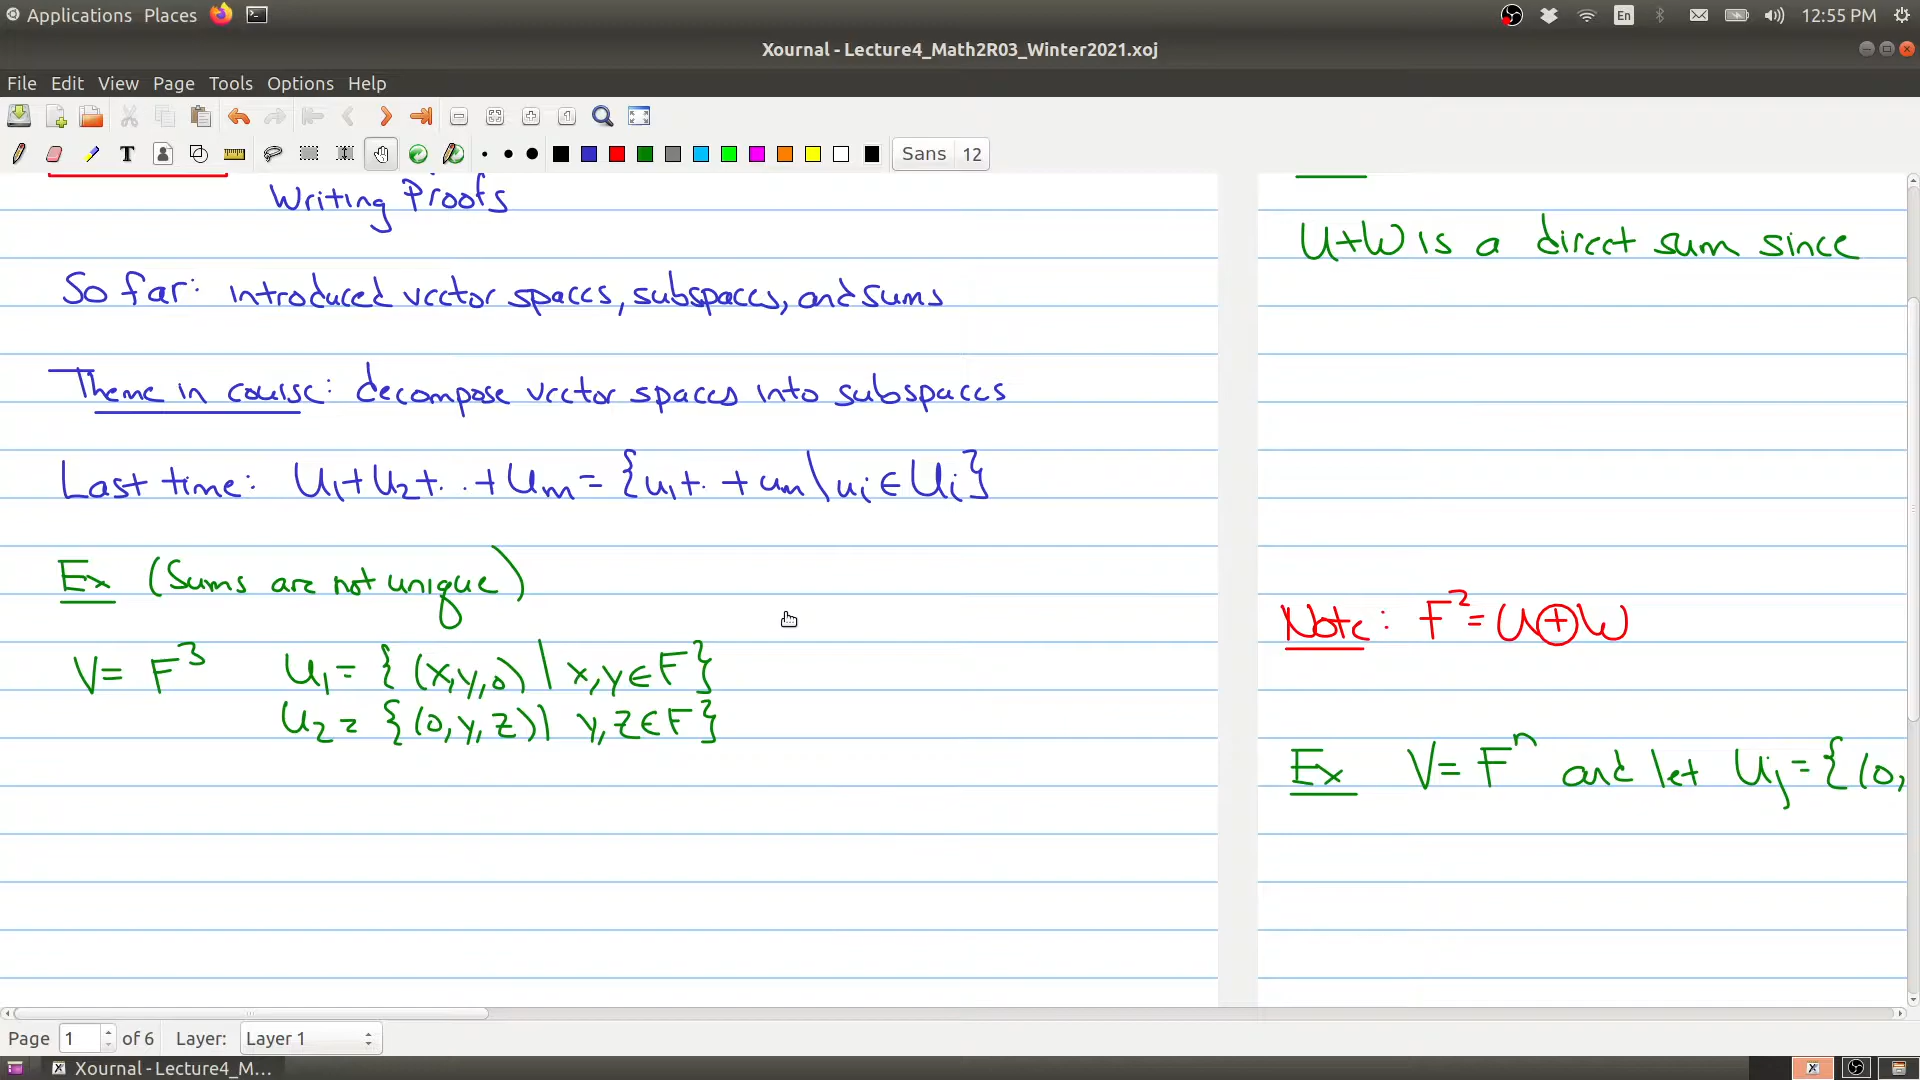 Applications Places En 12:55 PM
Xournal - Lecture4_Math2R03_Winter2021.xoj
File Edit View Page Tools Options Help
T Sans 12
Writing Proofs
So far: introduced vector spaces, subspaces, and sums
Theme in course: decompose vector spaces into subspaces
Last time: U₁+U₂+..+Um = {u₁+..+um | ui ∈ Ui}
Ex (Sums are not unique)
V= F³ U₁ = {(x,y,0) | x,y ∈ F}
U₂ = {(0,y,z) | y,z ∈ F}
U+W is a direct sum since
Note: F² = U⊕W
Ex V= Fⁿ and let Uj = {(0,
Page 1 of 6 Layer: Layer 1
Xournal - Lecture4_M...